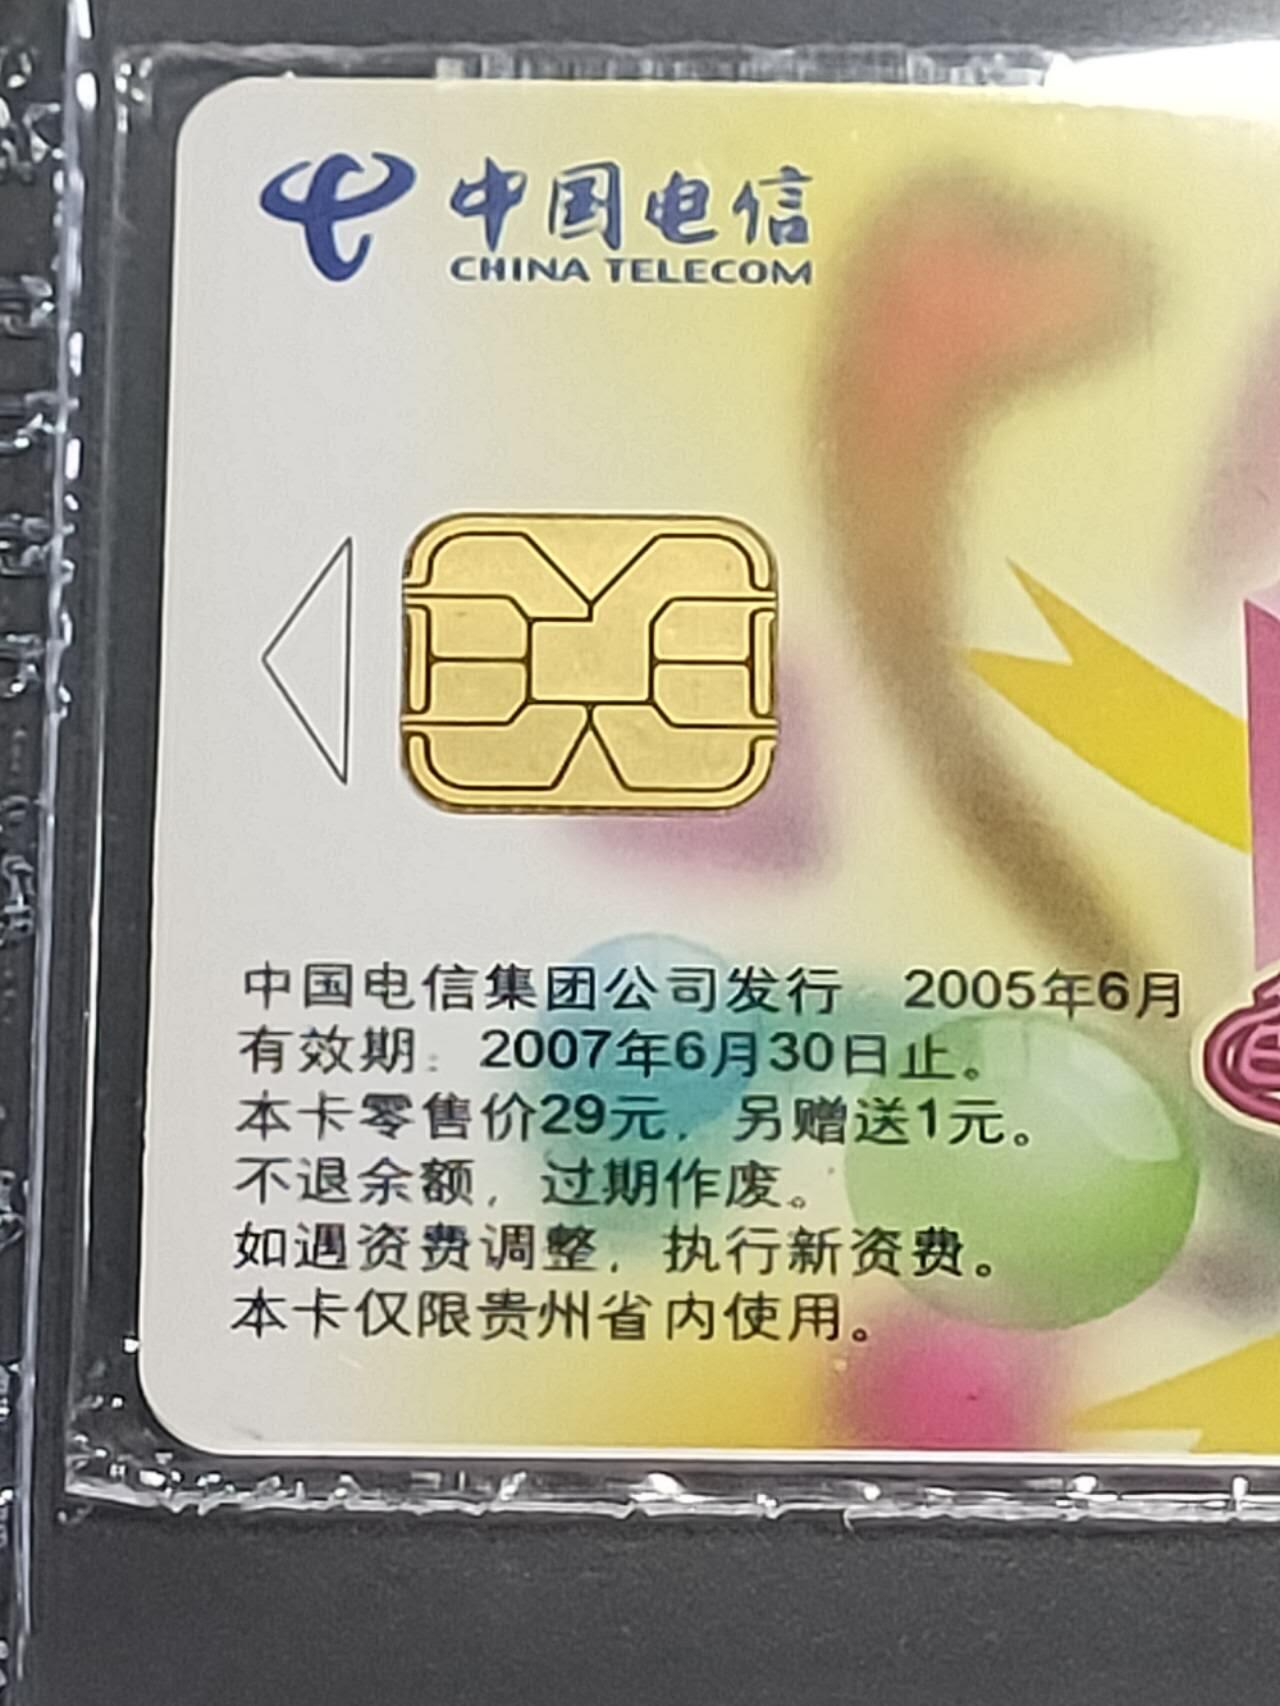 中国电信
CHINA TELECOM
中国电信集团公司发行 2005年6月
有效期：2007年6月30日止。
本卡零售价29元，另赠送1元。
不退余额，过期作废。
如遇资费调整，执行新资费。
本卡仅限贵州省内使用。